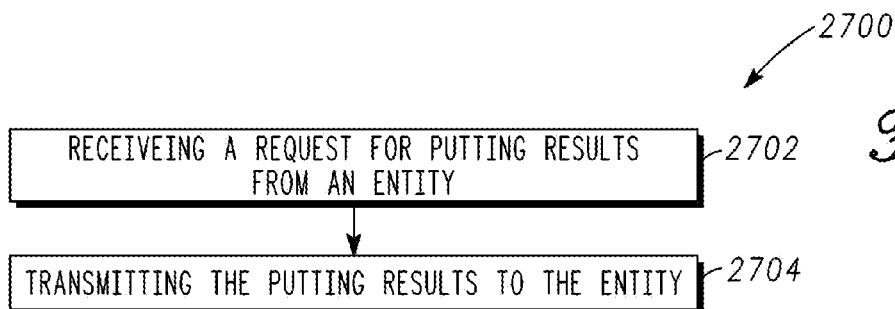 2700
RECEIVEING A REQUEST FOR PUTTING RESULTS
FROM AN ENTITY
2702
TRANSMITTING THE PUTTING RESULTS TO THE ENTITY
2704